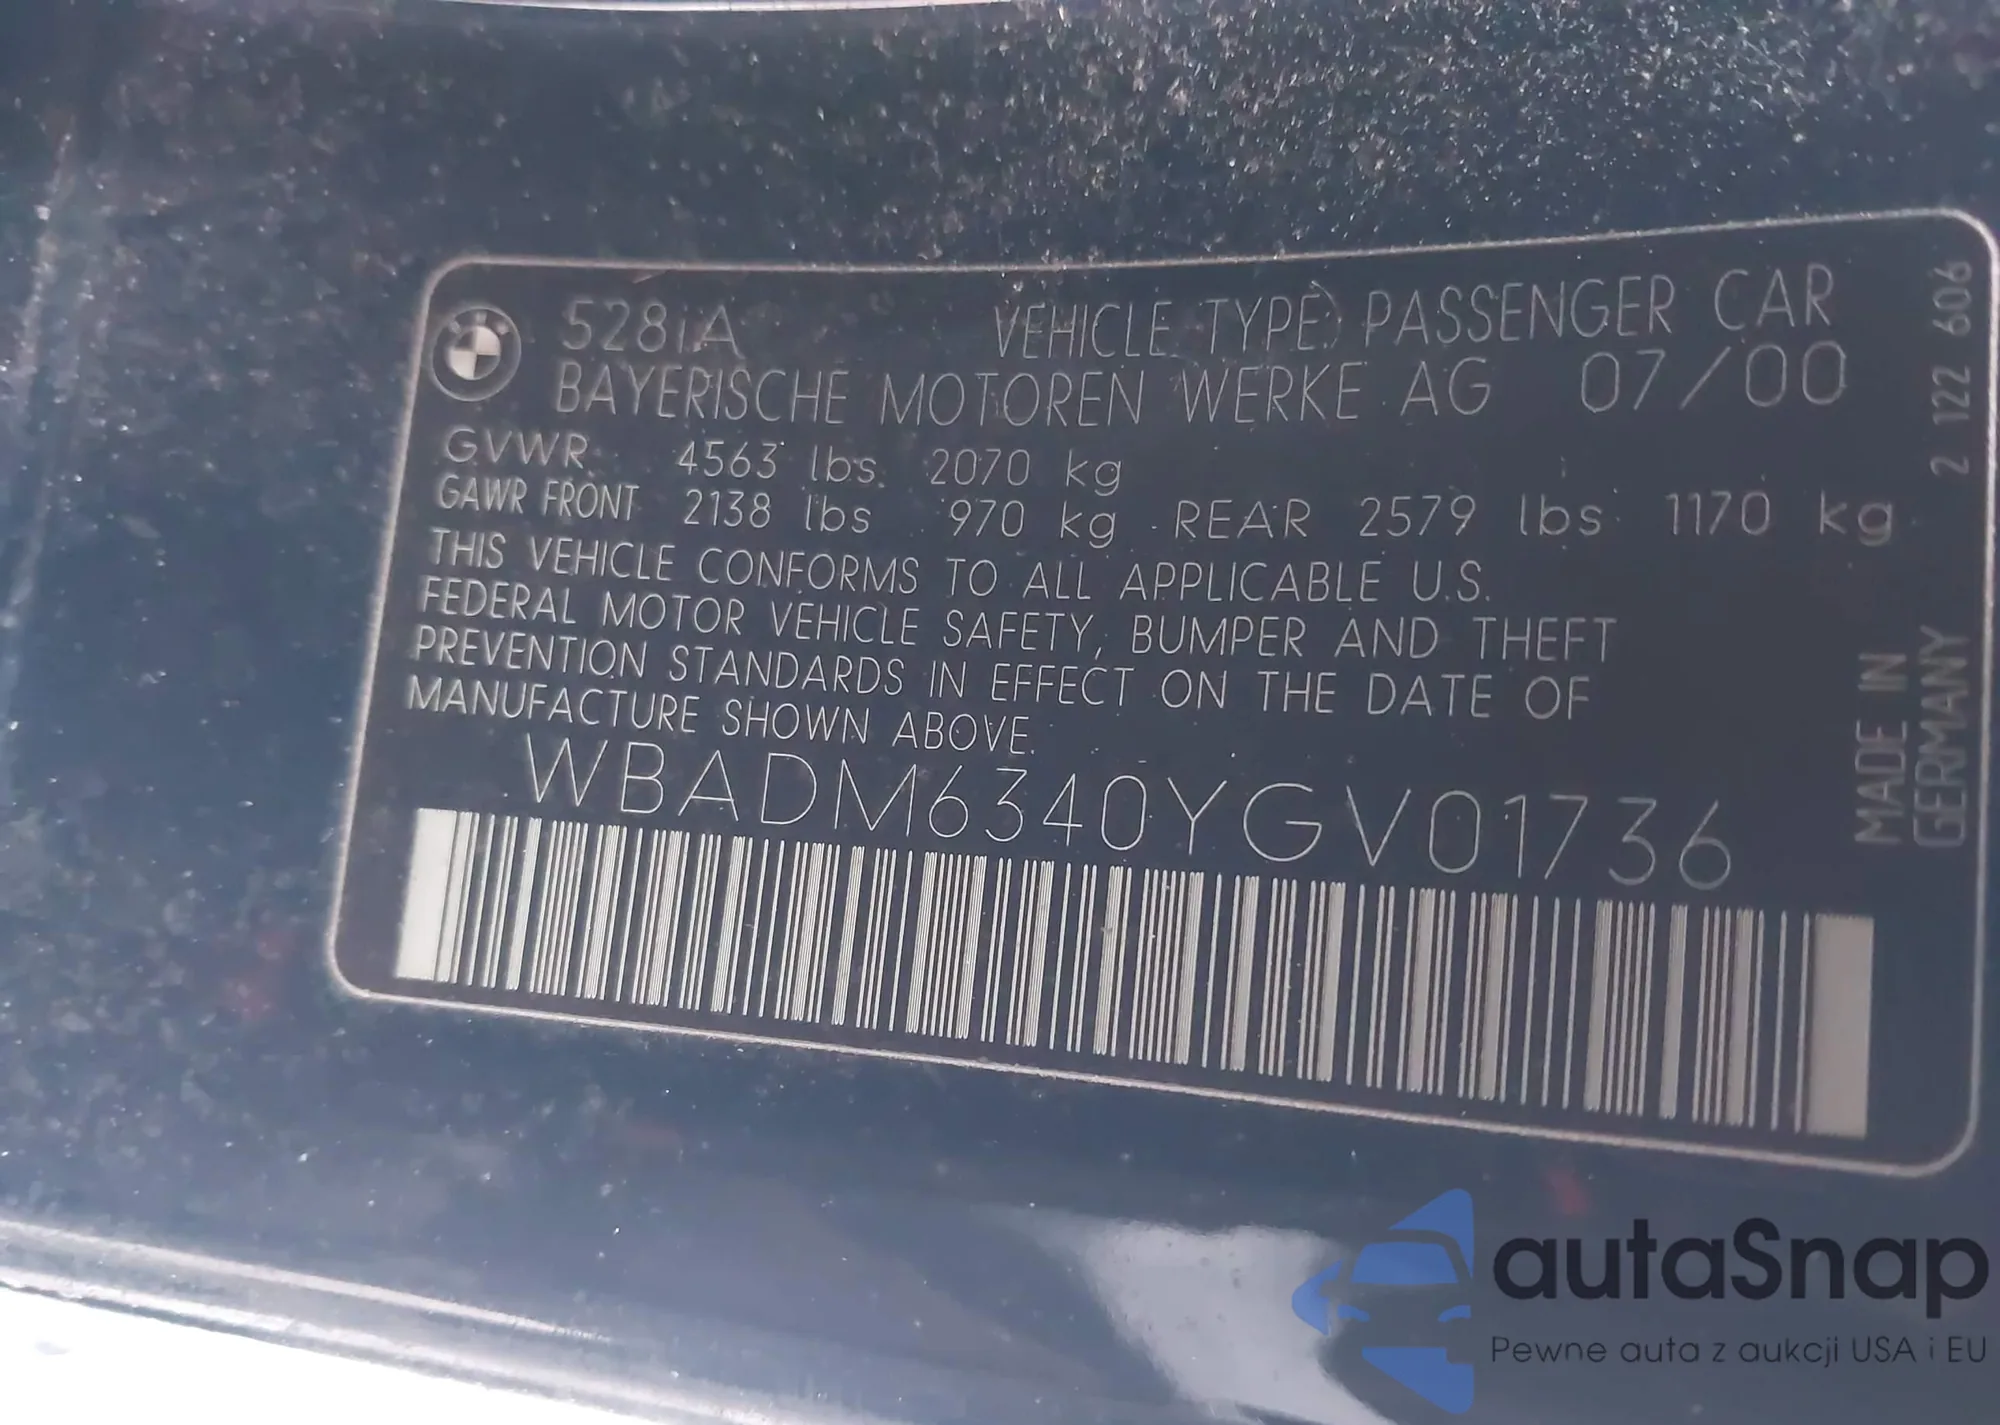 528iA VEHICLE TYPE) PASSENGER CAR
BAYERISCHE MOTOREN WERKE AG 07/00
GVWR. 4563 lbs. 2070 kg
GAWR FRONT 2138 lbs 970 kg REAR 2579 lbs 1170 kg
THIS VEHICLE CONFORMS TO ALL APPLICABLE U.S.
FEDERAL MOTOR VEHICLE SAFETY, BUMPER AND THEFT
PREVENTION STANDARDS IN EFFECT ON THE DATE OF
MANUFACTURE SHOWN ABOVE.
WBADM6340YGV01736
2 122 606
MADE IN
GERMANY
autaSnap
Pewne auta z aukcji USA i EU